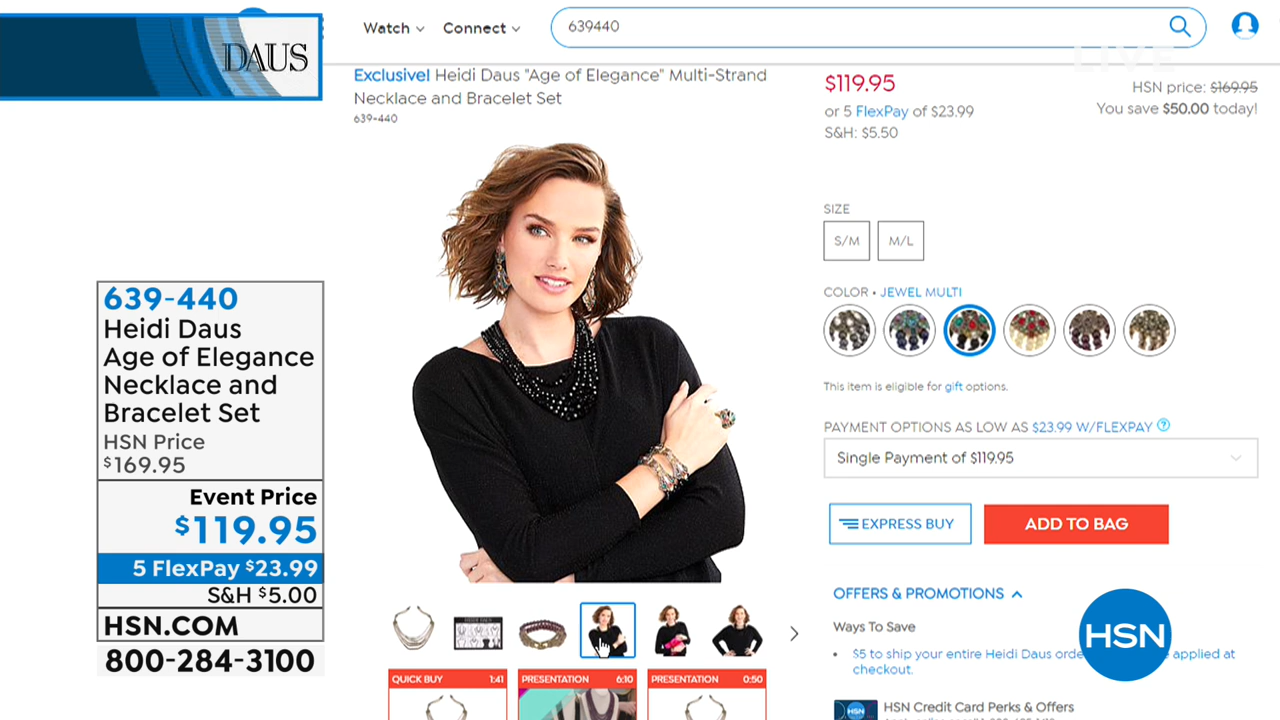 DAUS
Watch
Connect
639440
LIVE
Exclusive! Heidi Daus "Age of Elegance" Multi-Strand
Necklace and Bracelet Set
639-440
$119.95
or 5 FlexPay of $23.99
S&H: $5.50
HSN price: $169.95
You save $50.00 today!
SIZE
S/M
M/L
COLOR • JEWEL MULTI
This item is eligible for gift options.
PAYMENT OPTIONS AS LOW AS $23.99 W/FLEXPAY ?
Single Payment of $119.95
EXPRESS BUY
ADD TO BAG
OFFERS & PROMOTIONS
Ways To Save
• $5 to ship your entire Heidi Daus applied at
checkout.
HSN
HSN
HSN Credit Card Perks & Offers
639-440
Heidi Daus
Age of Elegance
Necklace and
Bracelet Set
HSN Price
$169.95
Event Price
$119.95
5 FlexPay $23.99
S&H $5.00
HSN.COM
800-284-3100
HEIDI DAUS
QUICK BUY 1:41
PRESENTATION 6:10
PRESENTATION 0:50